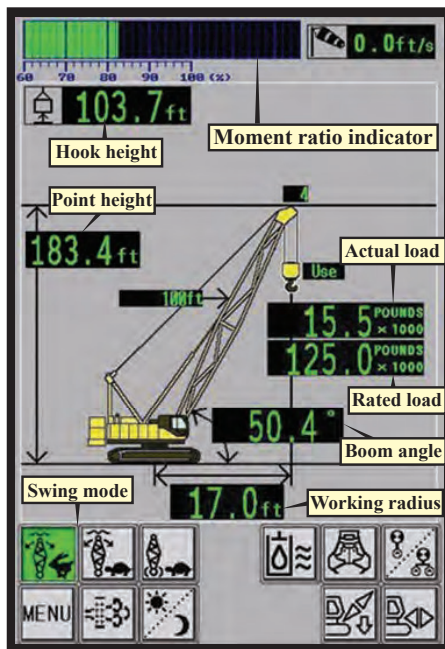 0.0ft/s
60 70 80 90 100 (%)
103.7ft
Moment ratio indicator
Hook height
Point height
4
183.4ft
Actual load
Use
100ft
15.5 POUNDS × 1000
125.0 POUNDS × 1000
Rated load
50.4°
Boom angle
Swing mode
17.0ft
Working radius
MENU